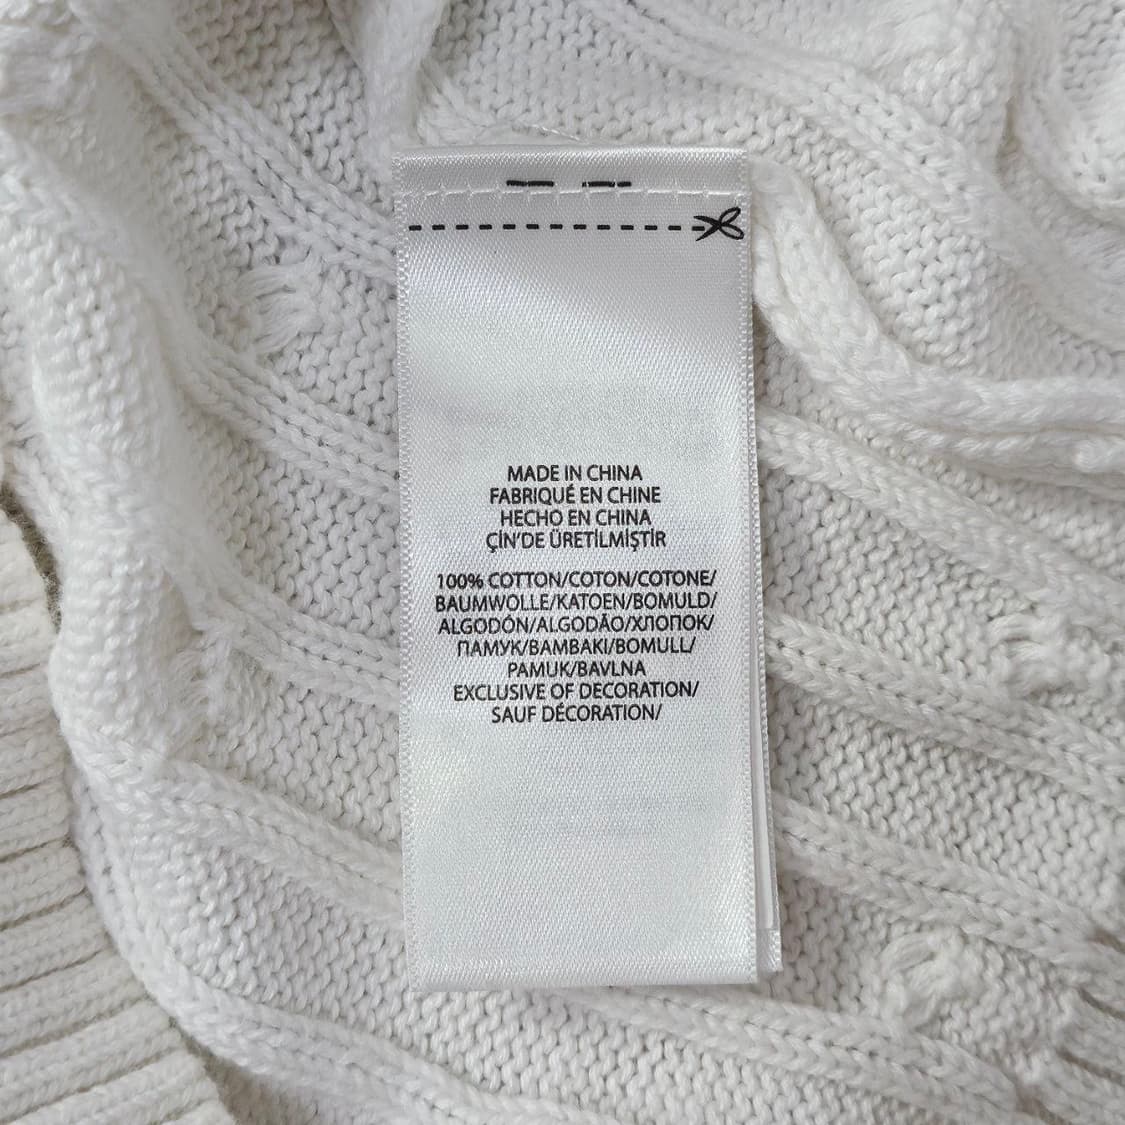 MADE IN CHINA
FABRIQUÉ EN CHINE
HECHO EN CHINA
ÇİN'DE ÜRETİLMİŞTİR
100% COTTON/COTON/COTONE/
BAUMWOLLE/KATOEN/BOMULD/
ALGODÓN/ALGODÃO/ХЛОПОК/
ПАМУК/BAMBAKI/BOMULL/
PAMUK/BAVLNA
EXCLUSIVE OF DECORATION/
SAUF DÉCORATION/